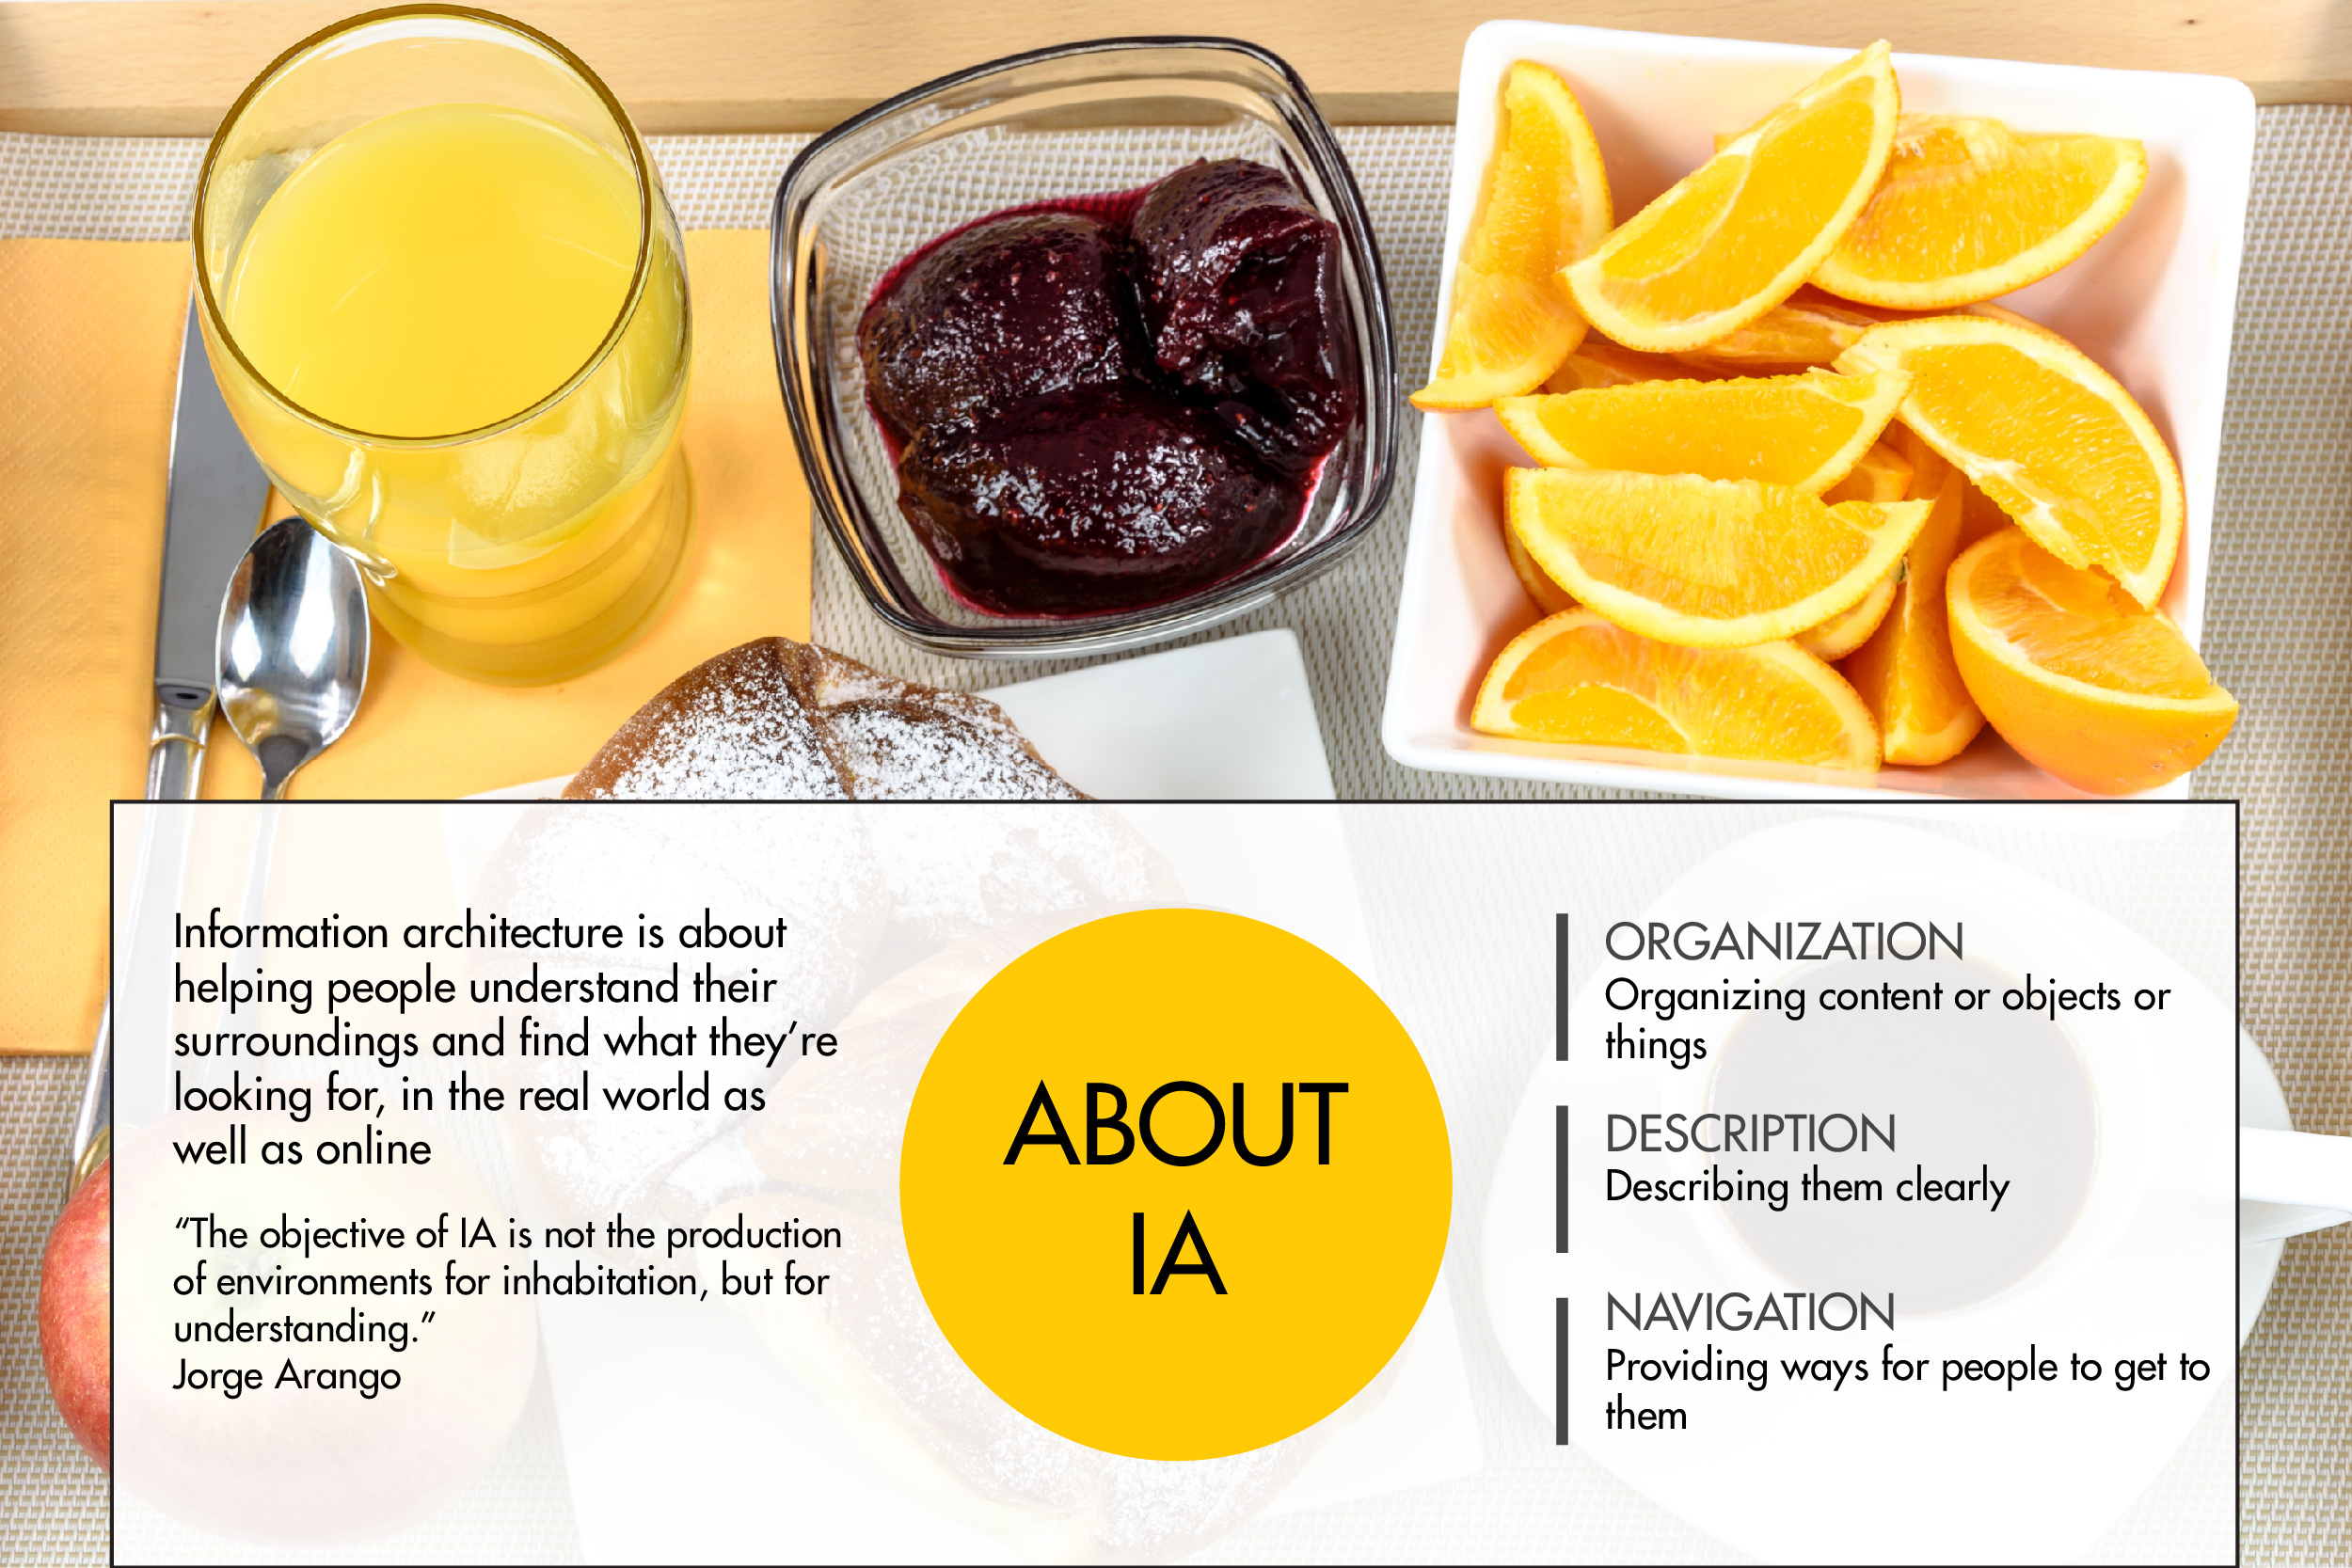 Information architecture is about
helping people understand their
surroundings and find what they’re
looking for, in the real world as
well as online
“The objective of IA is not the production
of environments for inhabitation, but for
understanding.”
Jorge Arango
ABOUT
IA
ORGANIZATION
Organizing content or objects or
things
DESCRIPTION
Describing them clearly
NAVIGATION
Providing ways for people to get to
them